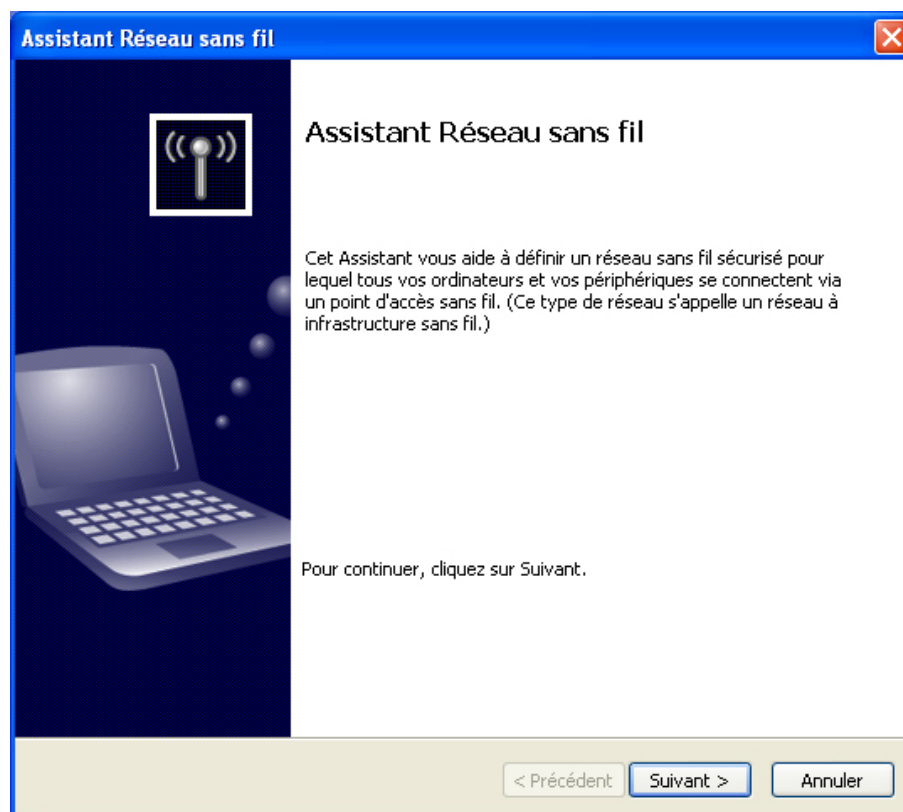 Assistant Réseau sans fil
Assistant Réseau sans fil
Cet Assistant vous aide à définir un réseau sans fil sécurisé pour
lequel tous vos ordinateurs et vos périphériques se connectent via
un point d'accès sans fil. (Ce type de réseau s'appelle un réseau à
infrastructure sans fil.)
Pour continuer, cliquez sur Suivant.
< Précédent Suivant > Annuler